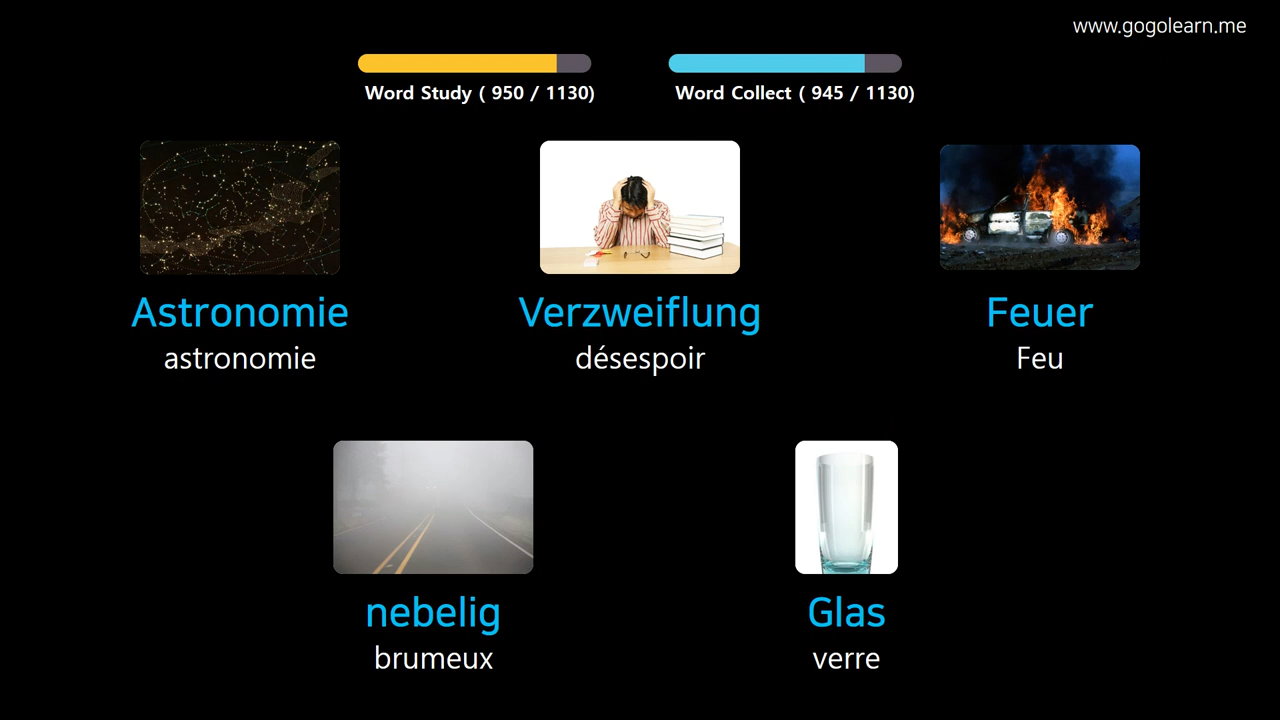 www.gogolearn.me
Word Study ( 950 / 1130)
Word Collect ( 945 / 1130)
Astronomie
astronomie
Verzweiflung
désespoir
Feuer
Feu
nebelig
brumeux
Glas
verre